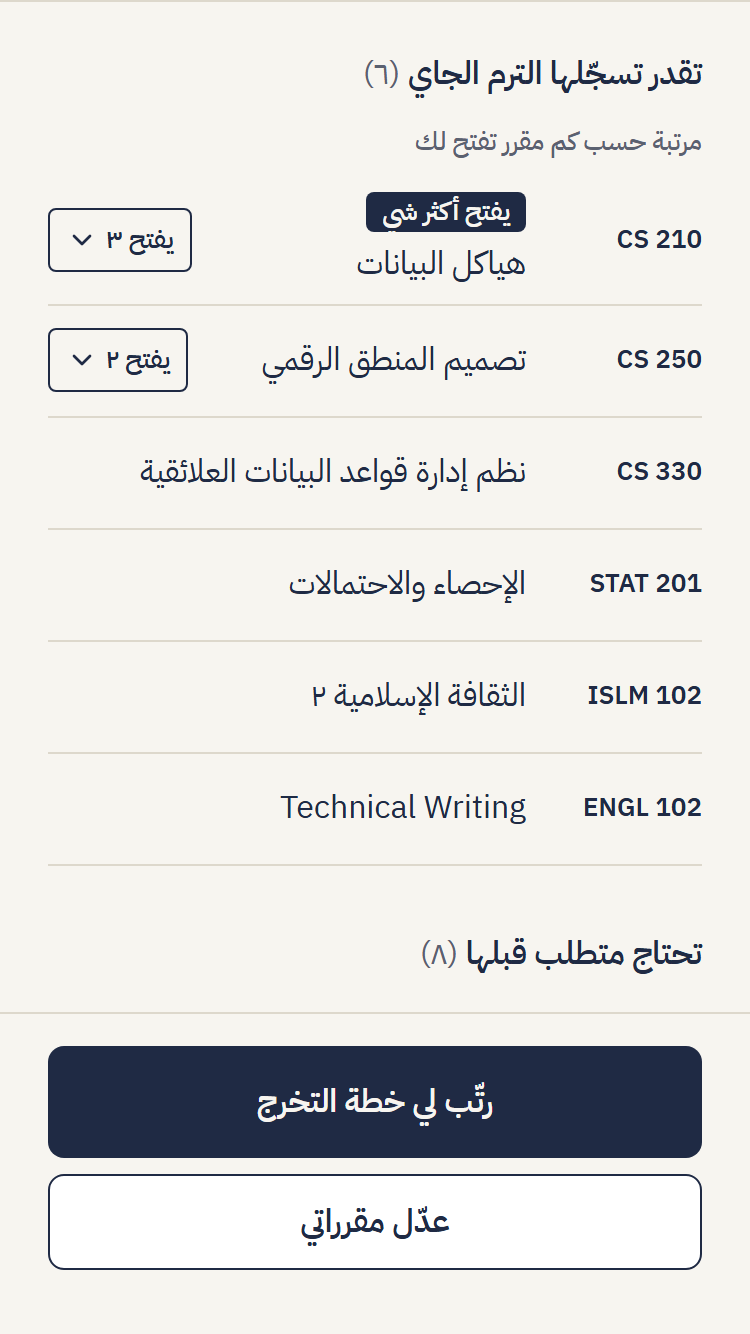 تقدر تسجّلها الترم الجاي (٦)
مرتبة حسب كم مقرر تفتح لك
CS 210
يفتح أكثر شي
هياكل البيانات
يفتح ٣
CS 250
تصميم المنطق الرقمي
يفتح ٢
CS 330
نظم إدارة قواعد البيانات العلائقية
STAT 201
الإحصاء والاحتمالات
ISLM 102
الثقافة الإسلامية ٢
ENGL 102
Technical Writing
تحتاج متطلب قبلها (٨)
رتّب لي خطة التخرج
عدّل مقرراتي